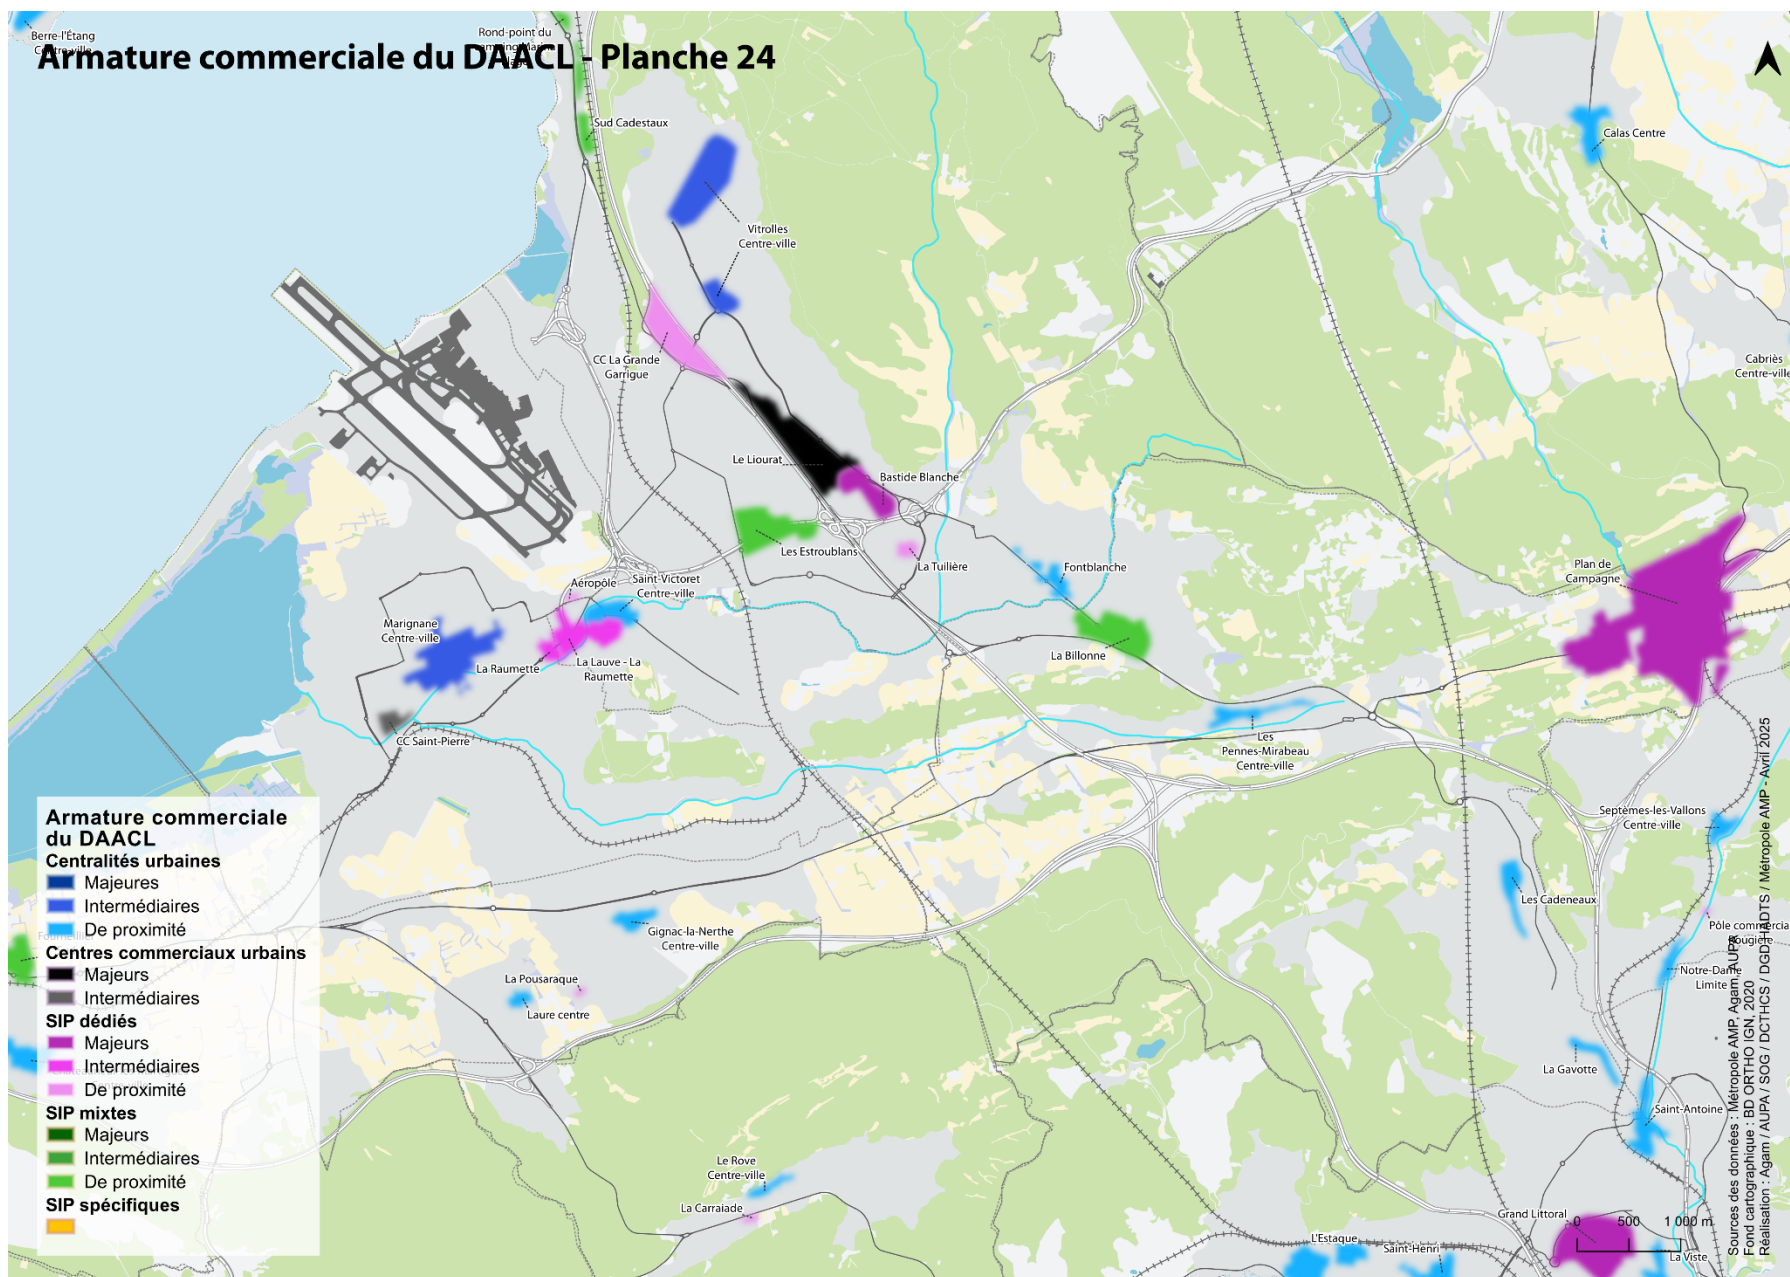 Armature commerciale du DAACL - Planche 24
Berre-l'Étang
Centre-ville
Rond-point du
Sud Cadestaux
Calas Centre
Vitrolles
Centre-ville
CC La Grande
Garrigue
Cabriès
Centre-ville
Le Liourat
Bastide Blanche
Les Estroublans
La Tuilière
Fontblanche
Plan de
Campagne
Aéropôle
Saint-Victoret
Centre-ville
Marignane
Centre-ville
La Raumette
La Lauve - La
Raumette
La Billonne
CC Saint-Pierre
Les
Pennes-Mirabeau
Centre-ville
Septèmes-les-Vallons
Centre-ville
Les Cadeneaux
Pôle commercia
Gignac-la-Nerthe
Centre-ville
Notre-Dame
Limite
La Pousaraque
Laure centre
La Gavotte
Saint-Antoine
Le Rove
Centre-ville
La Carraiade
Grand Littoral
L'Estaque
Saint-Henri
La Viste
0 500 1 000 m
Armature commerciale
du DAACL
Centralités urbaines
Majeures
Intermédiaires
De proximité
Centres commerciaux urbains
Majeurs
Intermédiaires
SIP dédiés
Majeurs
Intermédiaires
De proximité
SIP mixtes
Majeurs
Intermédiaires
De proximité
SIP spécifiques
Sources des données : Métropole AMP, Agam, AUPA
Fond cartographique : BD ORTHO IGN, 2020
Réalisation : Agam / AUPA / SOG / DCTHCS / DGDHADTS / Métropole AMP - Avril 2025